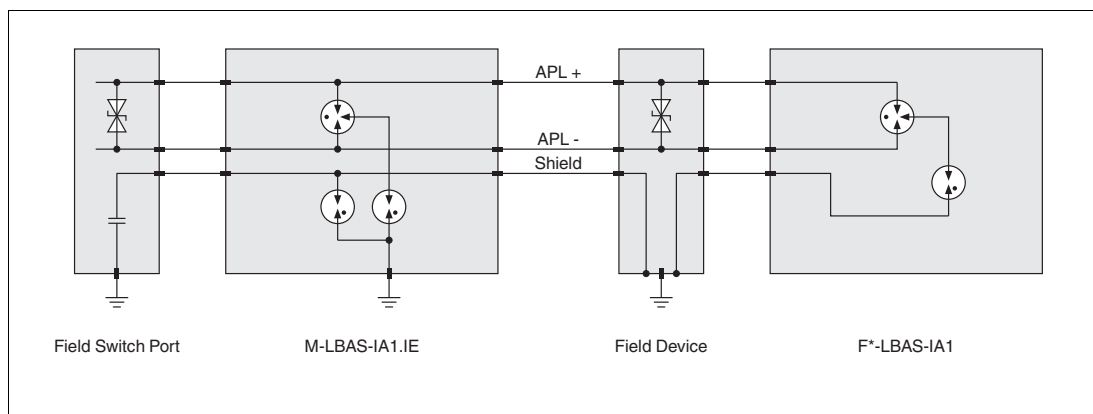 APL +
APL -
Shield
Field Switch Port
M-LBAS-IA1.IE
Field Device
F*-LBAS-IA1